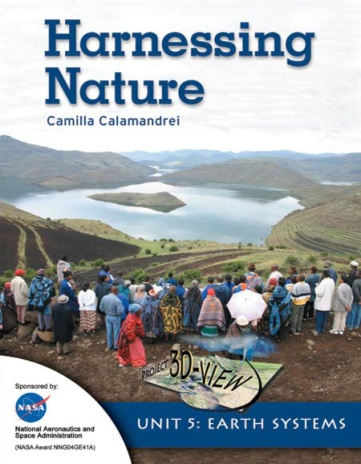 Harnessing
Nature
Camilla Calamandrei
PROJECT 3D-VIEW
Sponsored by:
NASA
National Aeronautics and
Space Administration
(NASA Award NNG04GE41A)
UNIT 5: EARTH SYSTEMS